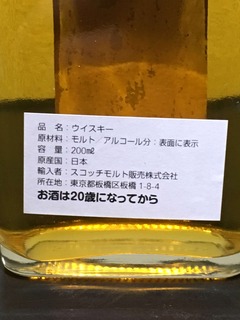 品　名：ウイスキー
原材料：モルト／アルコール分：表面に表示
容　量：200㎖
原産国：日本
輸入者：スコッチモルト販売株式会社
所在地：東京都板橋区板橋1-8-4
お酒は20歳になってから